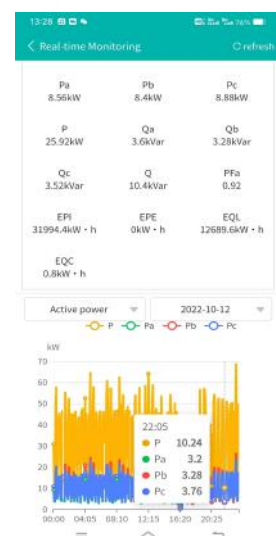 13:28
76%
Real-time Monitoring
refresh
Pa Pb Pc
8.56kW 8.4kW 8.88kW
P Qa Qb
25.92kW 3.6kVar 3.28kVar
Qc Q PFa
3.52kVar 10.4kVar 0.92
EPI EPE EQL
31994.4kW・h 0kW・h 12689.6kW・h
EQC
0.8kW・h
Active power 2022-10-12
P Pa Pb Pc
kW
70
60
50
40
30
20
10
0
22:05
P 10.24
Pa 3.2
Pb 3.28
Pc 3.76
00:00 04:05 08:10 12:15 16:20 20:25